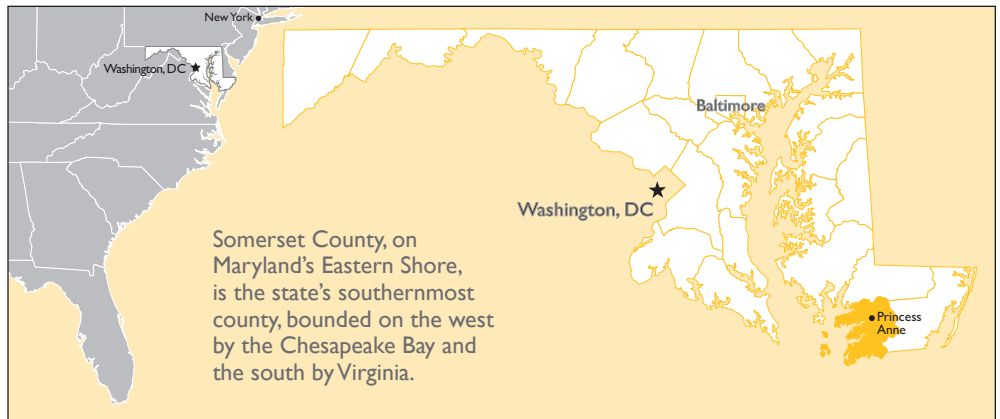 New York
Washington, DC
Baltimore
Washington, DC
Somerset County, on
Maryland's Eastern Shore,
is the state's southernmost
county, bounded on the west
by the Chesapeake Bay and
the south by Virginia.
Princess
Anne